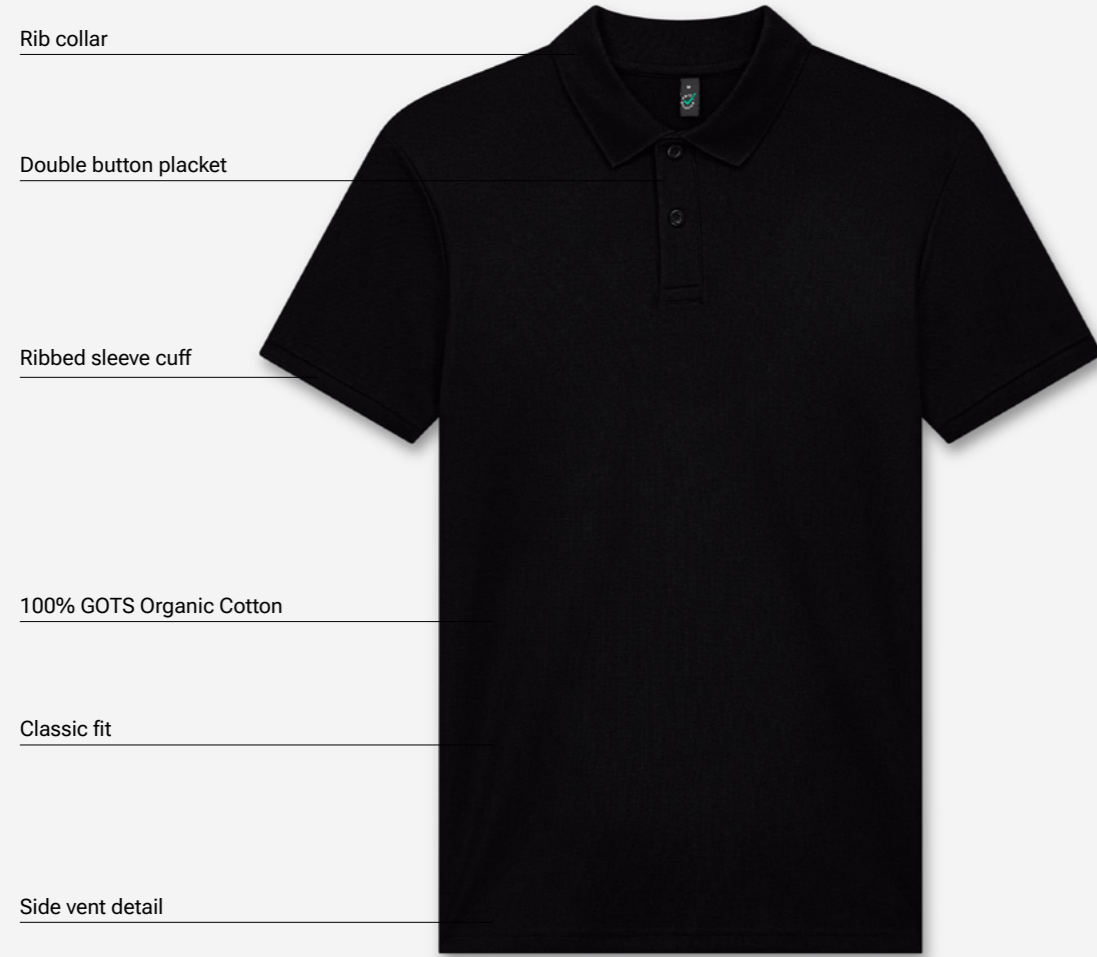 Rib collar
Double button placket
Ribbed sleeve cuff
100% GOTS Organic Cotton
Classic fit
Side vent detail